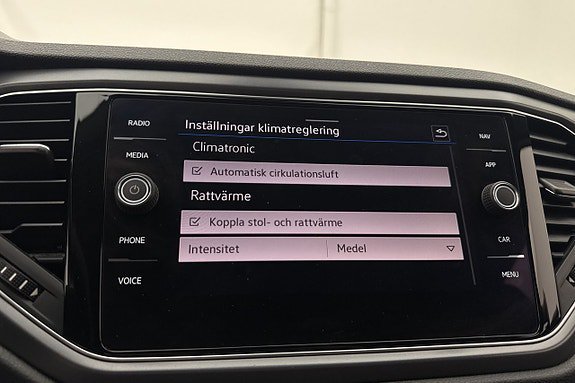 RADIO
MEDIA
PHONE
VOICE
Inställningar klimatreglering
Climatronic
Automatisk cirkulationsluft
Rattvärme
Koppla stol- och rattvärme
Intensitet Medel
NAV
APP
CAR
MENU